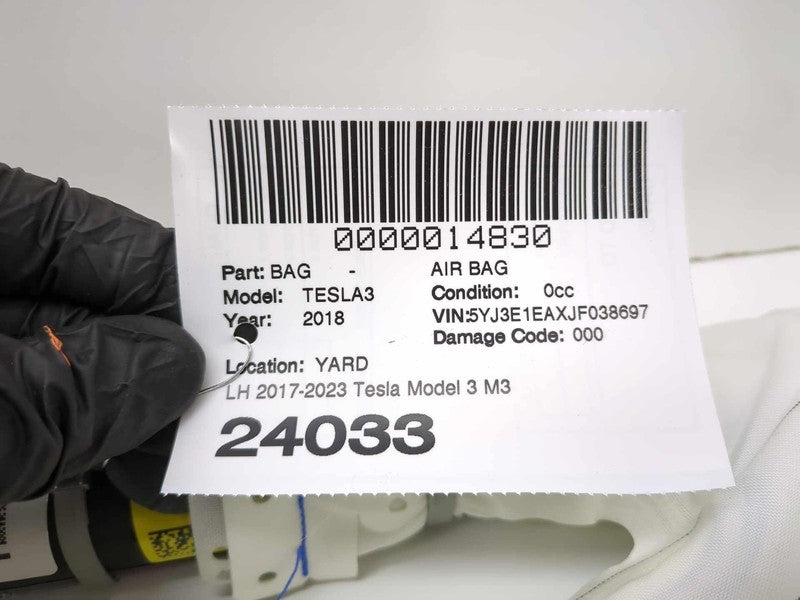 0000014830
Part: BAG - AIR BAG
Model: TESLA3 Condition: 0cc
Year: 2018 VIN:5YJ3E1EAXJF038697
Damage Code: 000
Location: YARD
LH 2017-2023 Tesla Model 3 M3
24033